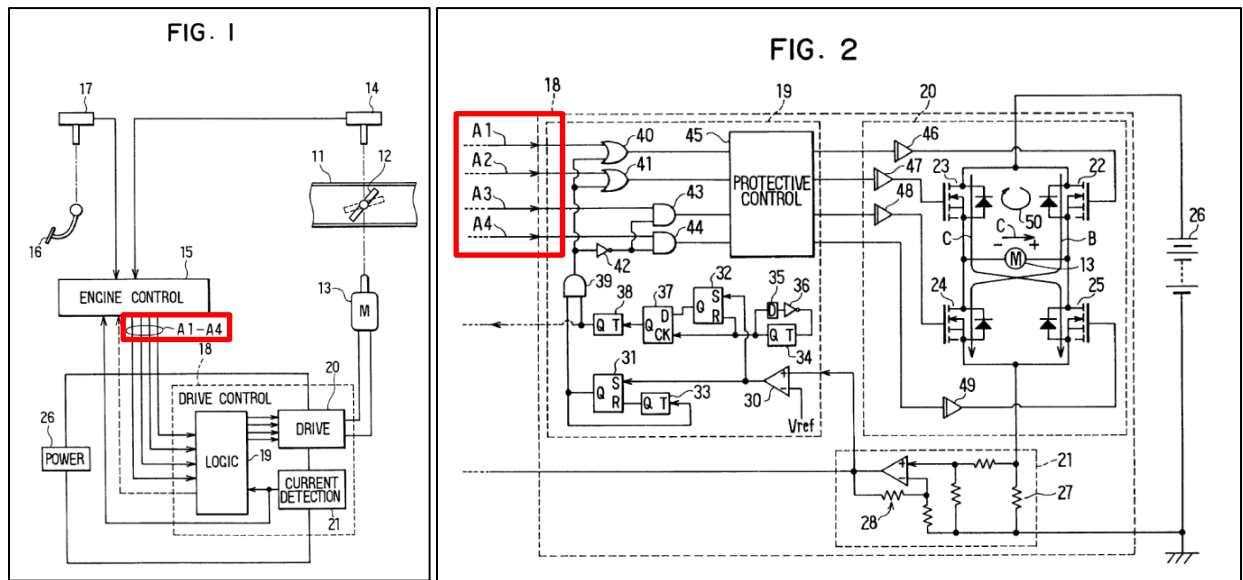 FIG. 1
17
14
11
12
16
15
ENGINE CONTROL
13
M
A1-A4
18
DRIVE CONTROL
20
26
POWER
LOGIC
19
DRIVE
CURRENT
DETECTION
21
FIG. 2
18
19
20
A1
A2
A3
A4
40
41
43
44
42
45
PROTECTIVE
CONTROL
46
47
48
49
23
22
50
C
C
B
-
+
M
13
24
25
26
39
38
Q T
37
D
Q
CK
32
S
Q
R
35
D
36
Q T
34
31
S
Q
R
33
Q T
30
+
-
Vref
+
-
21
27
28